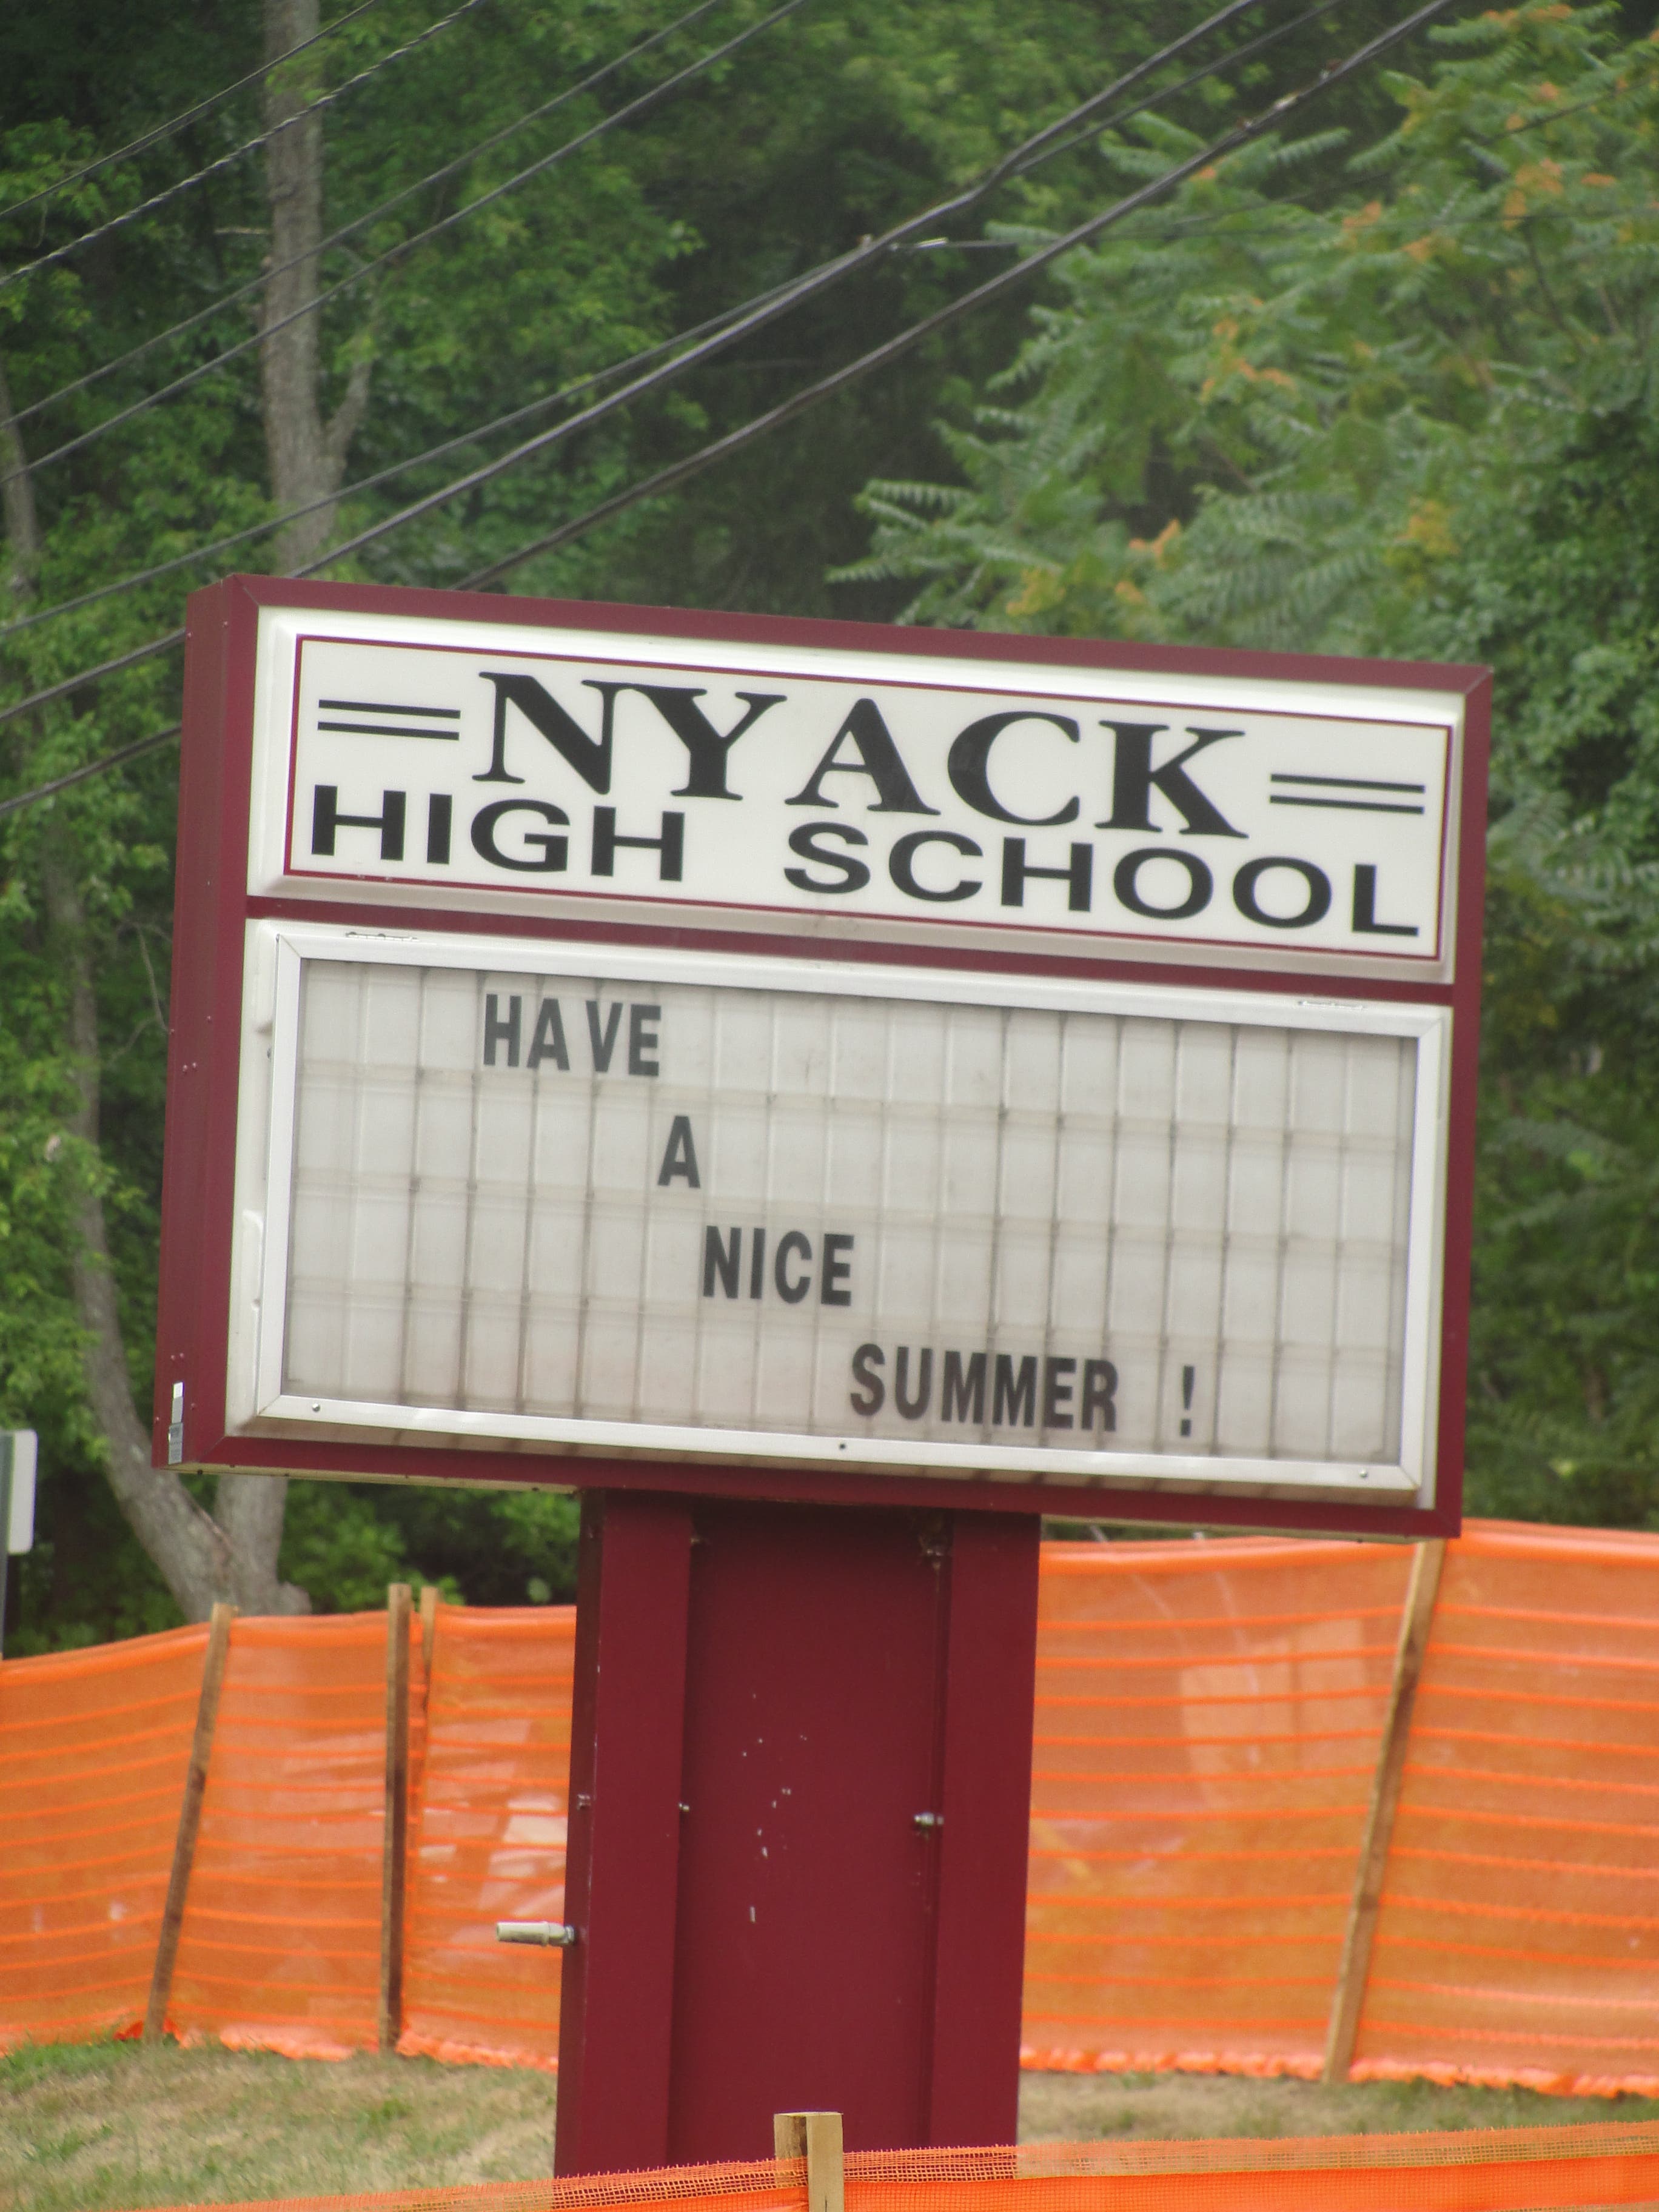 NYACK
HIGH SCHOOL
HAVE
A
NICE
SUMMER !